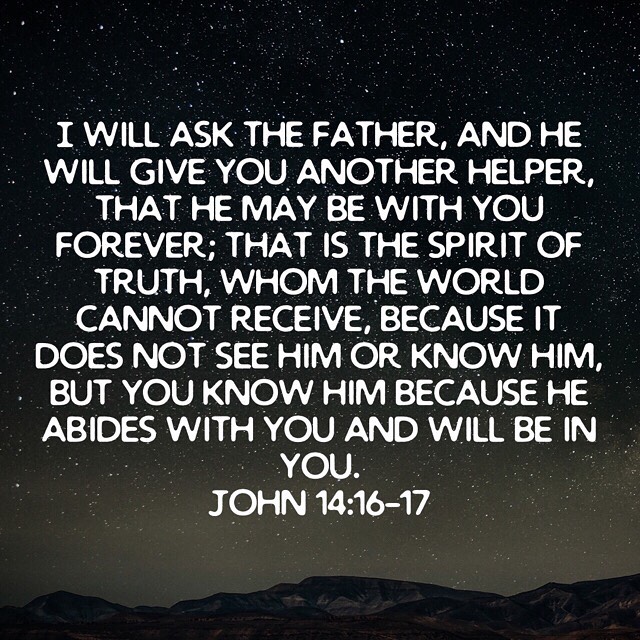 I WILL ASK THE FATHER, AND HE
WILL GIVE YOU ANOTHER HELPER,
THAT HE MAY BE WITH YOU
FOREVER; THAT IS THE SPIRIT OF
TRUTH, WHOM THE WORLD
CANNOT RECEIVE, BECAUSE IT
DOES NOT SEE HIM OR KNOW HIM,
BUT YOU KNOW HIM BECAUSE HE
ABIDES WITH YOU AND WILL BE IN
YOU.
JOHN 14:16-17